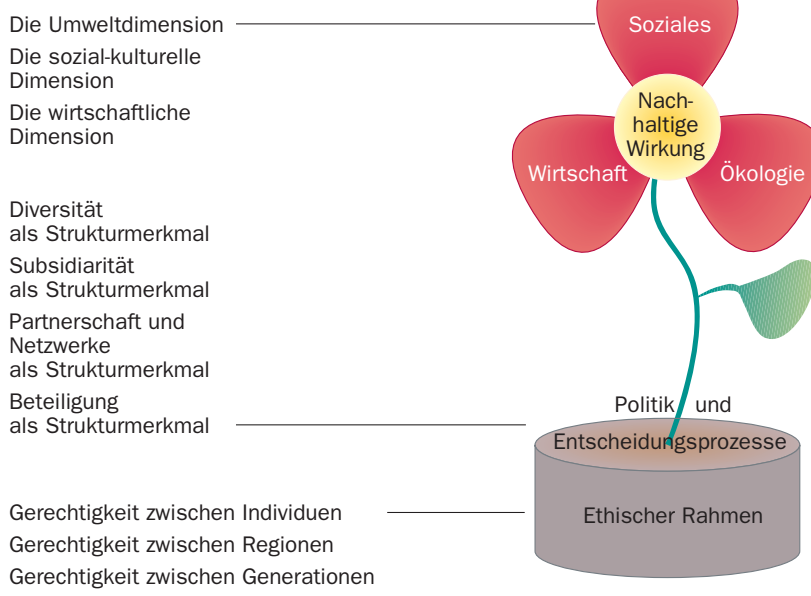 Die Umweltdimension
Die sozial-kulturelle
Dimension
Die wirtschaftliche
Dimension
Diversität
als Strukturmerkmal
Subsidiarität
als Strukturmerkmal
Partnerschaft und
Netzwerke
als Strukturmerkmal
Beteiligung
als Strukturmerkmal
Gerechtigkeit zwischen Individuen
Gerechtigkeit zwischen Regionen
Gerechtigkeit zwischen Generationen
Soziales
Nach-
haltige
Wirkung
Wirtschaft
Ökologie
Politik und
Entscheidungsprozesse
Ethischer Rahmen